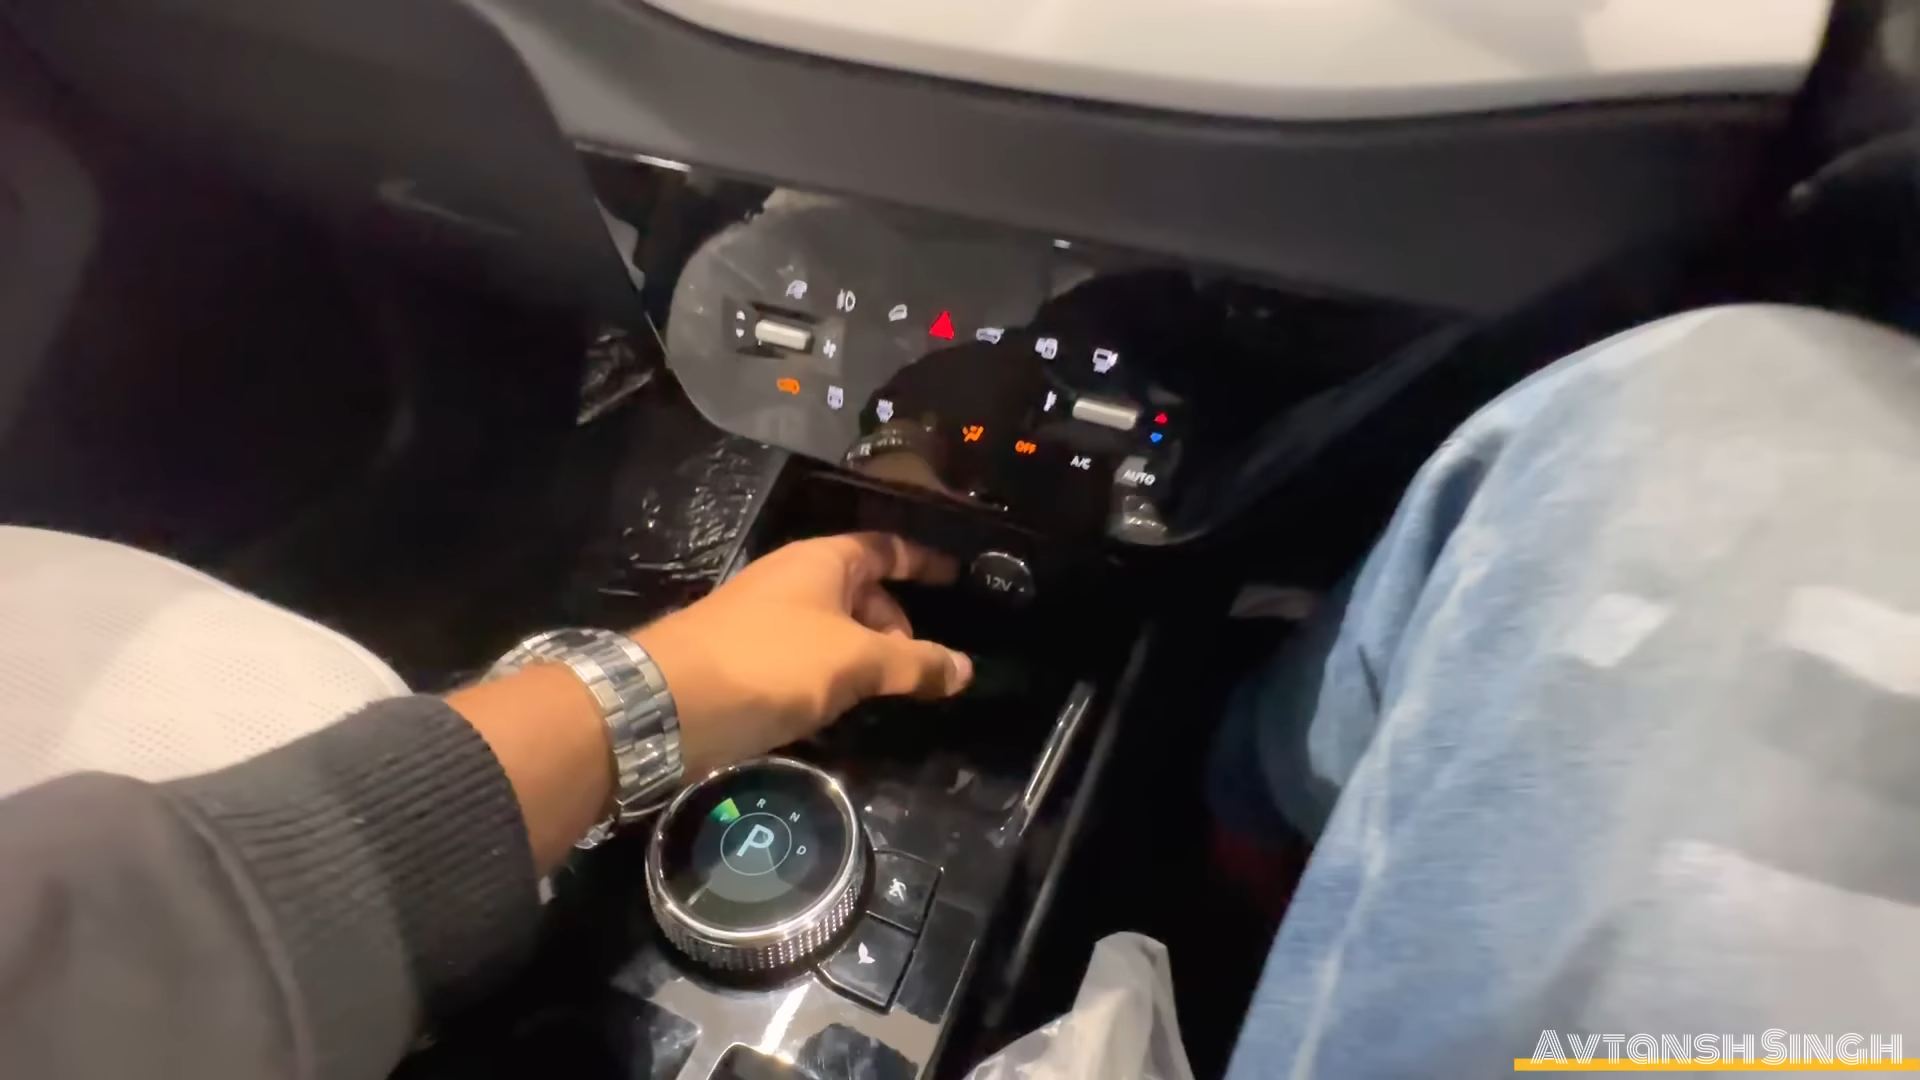 OFF
A/C
AUTO
12V
R
N
P
D
AVTANSH SINGH